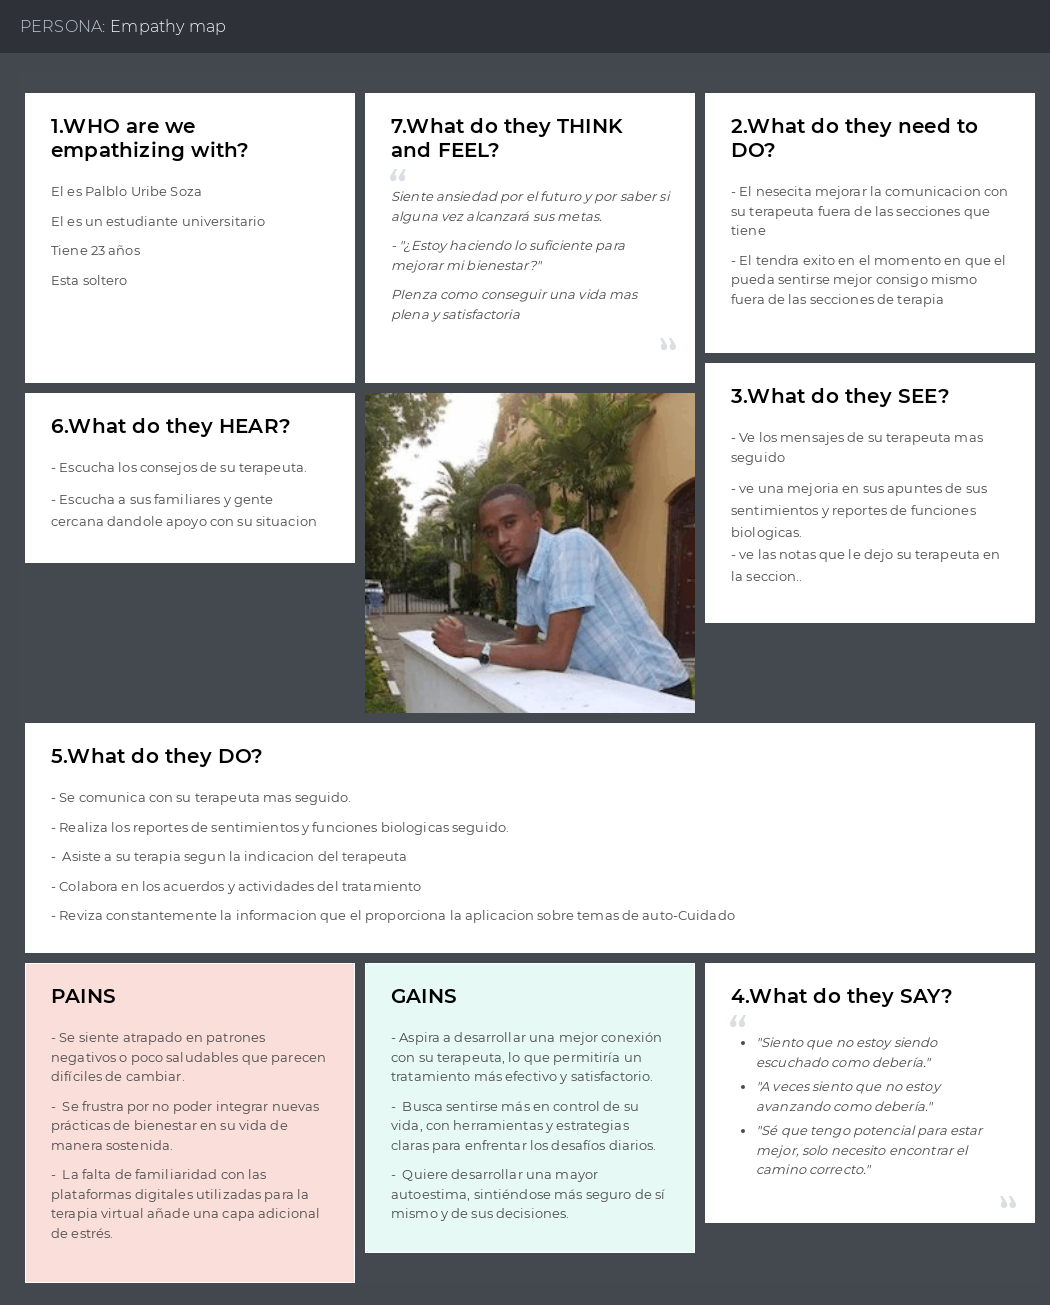 PERSONA: Empathy map
1.WHO are we
empathizing with?
El es Palblo Uribe Soza
El es un estudiante universitario
Tiene 23 años
Esta soltero
7.What do they THINK
and FEEL?
“
Siente ansiedad por el futuro y por saber si
alguna vez alcanzará sus metas.
- "¿Estoy haciendo lo suficiente para
mejorar mi bienestar?"
PIenza como conseguir una vida mas
plena y satisfactoria
”
2.What do they need to
DO?
- El nesecita mejorar la comunicacion con
su terapeuta fuera de las secciones que
tiene
- El tendra exito en el momento en que el
pueda sentirse mejor consigo mismo
fuera de las secciones de terapia
6.What do they HEAR?
- Escucha los consejos de su terapeuta.
- Escucha a sus familiares y gente
cercana dandole apoyo con su situacion
3.What do they SEE?
- Ve los mensajes de su terapeuta mas
seguido
- ve una mejoria en sus apuntes de sus
sentimientos y reportes de funciones
biologicas.
- ve las notas que le dejo su terapeuta en
la seccion..
5.What do they DO?
- Se comunica con su terapeuta mas seguido.
- Realiza los reportes de sentimientos y funciones biologicas seguido.
- Asiste a su terapia segun la indicacion del terapeuta
- Colabora en los acuerdos y actividades del tratamiento
- Reviza constantemente la informacion que el proporciona la aplicacion sobre temas de auto-Cuidado
PAINS
- Se siente atrapado en patrones
negativos o poco saludables que parecen
difíciles de cambiar.
- Se frustra por no poder integrar nuevas
prácticas de bienestar en su vida de
manera sostenida.
- La falta de familiaridad con las
plataformas digitales utilizadas para la
terapia virtual añade una capa adicional
de estrés.
GAINS
- Aspira a desarrollar una mejor conexión
con su terapeuta, lo que permitiría un
tratamiento más efectivo y satisfactorio.
- Busca sentirse más en control de su
vida, con herramientas y estrategias
claras para enfrentar los desafíos diarios.
- Quiere desarrollar una mayor
autoestima, sintiéndose más seguro de sí
mismo y de sus decisiones.
4.What do they SAY?
“
• "Siento que no estoy siendo
escuchado como debería."
• "A veces siento que no estoy
avanzando como debería."
• "Sé que tengo potencial para estar
mejor, solo necesito encontrar el
camino correcto."
”